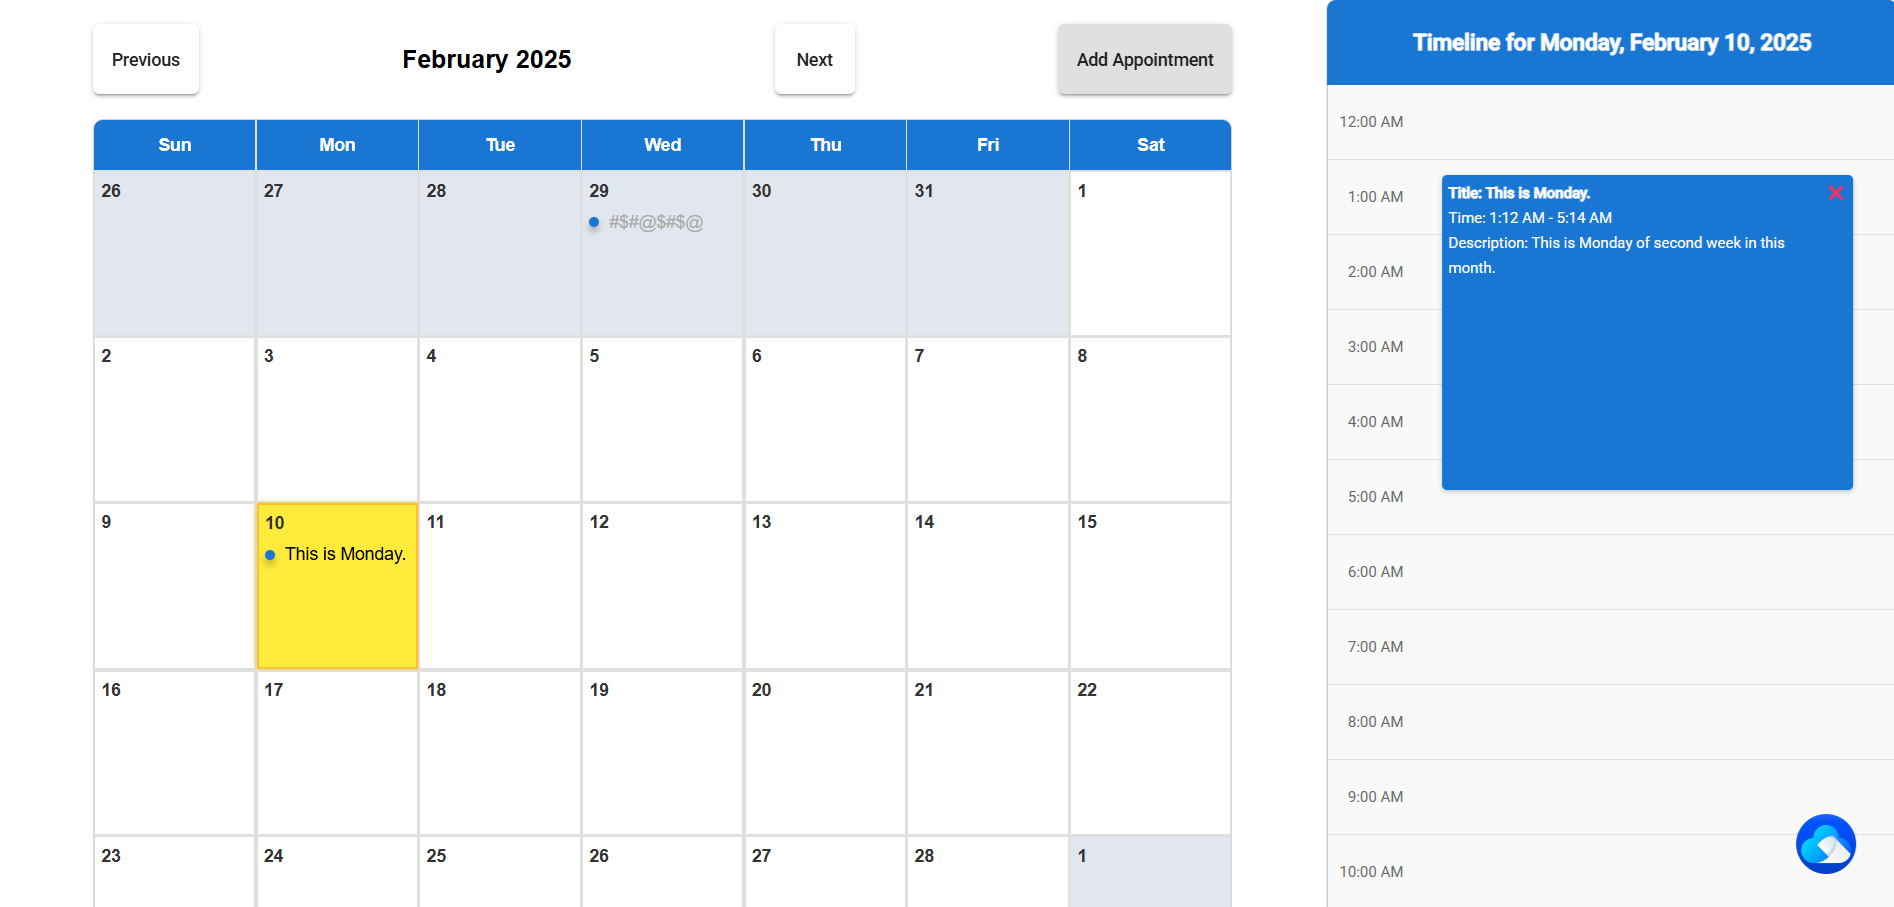 Previous
February 2025
Next
Add Appointment
Sun Mon Tue Wed Thu Fri Sat
26 27 28 29 30 31 1
#$#@$#$@
2 3 4 5 6 7 8
9 10 11 12 13 14 15
This is Monday.
16 17 18 19 20 21 22
23 24 25 26 27 28 1
Timeline for Monday, February 10, 2025
12:00 AM
1:00 AM
Title: This is Monday.
Time: 1:12 AM - 5:14 AM
Description: This is Monday of second week in this
month.
2:00 AM
3:00 AM
4:00 AM
5:00 AM
6:00 AM
7:00 AM
8:00 AM
9:00 AM
10:00 AM